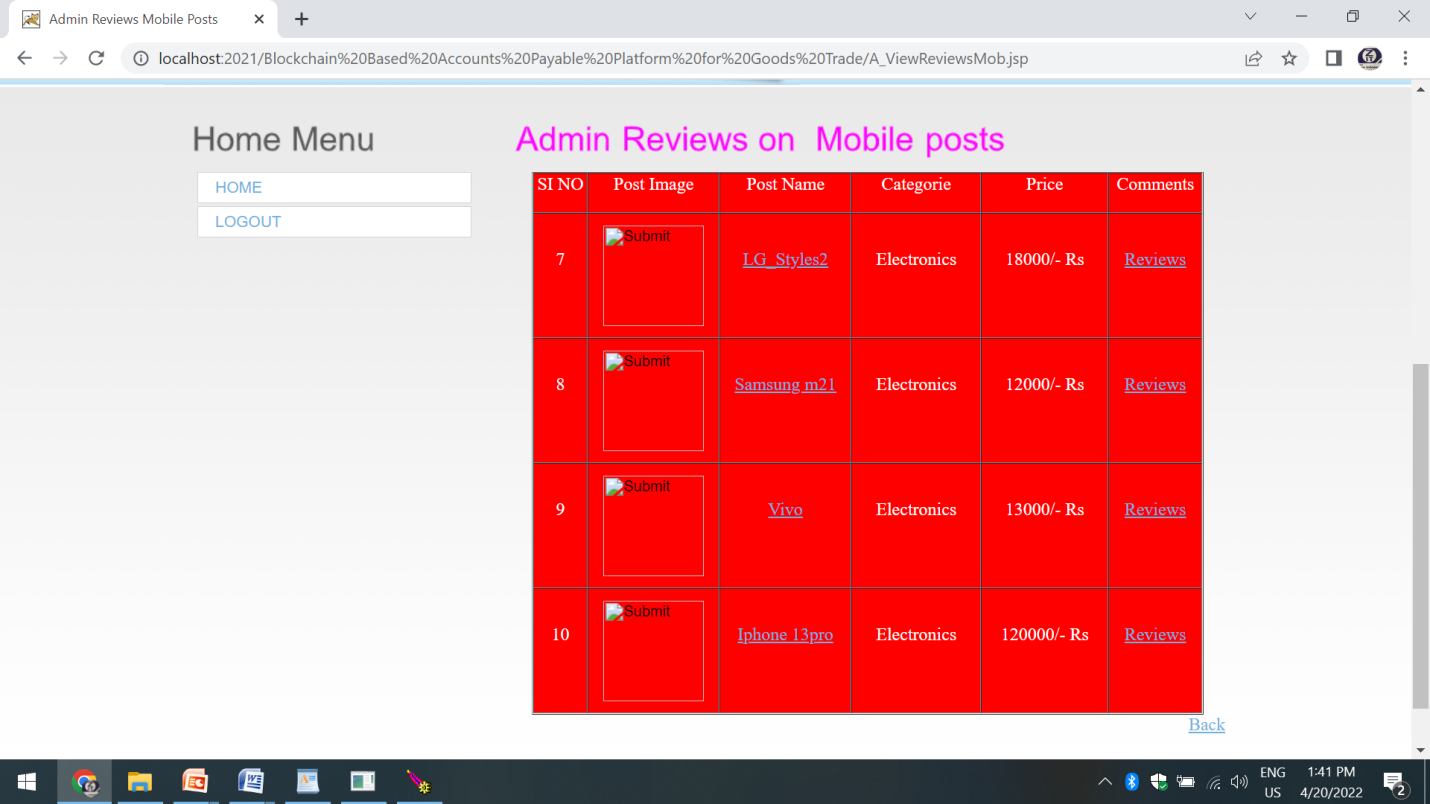 Admin Reviews Mobile Posts
localhost:2021/Blockchain%20Based%20Accounts%20Payable%20Platform%20for%20Goods%20Trade/A_ViewReviewsMob.jsp
Home Menu
HOME
LOGOUT
Admin Reviews on Mobile posts
SI NO Post Image Post Name Categorie Price Comments
7 Submit LG_Styles2 Electronics 18000/- Rs Reviews
8 Submit Samsung m21 Electronics 12000/- Rs Reviews
9 Submit Vivo Electronics 13000/- Rs Reviews
10 Submit Iphone 13pro Electronics 120000/- Rs Reviews
Back
ENG 1:41 PM
US 4/20/2022 2